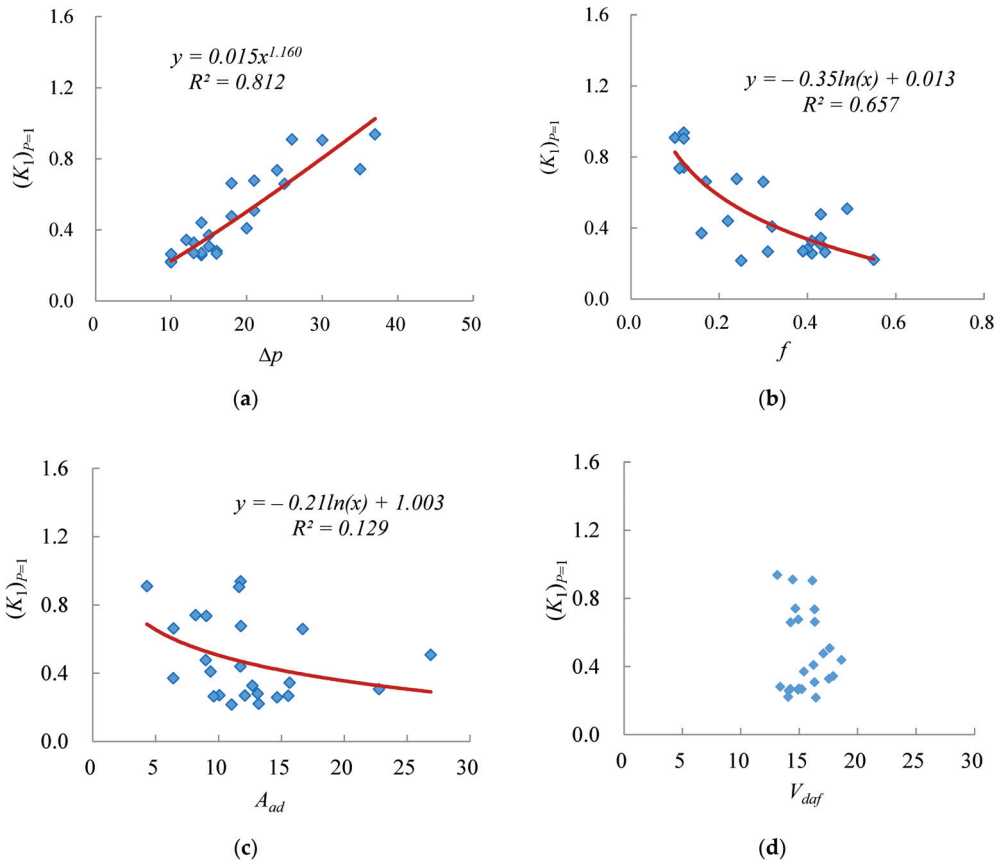 1.6
1.2
0.8
0.4
0.0
(K₁)P=1
y = 0.015x^1.160
R² = 0.812
0 10 20 30 40 50
Δp
(a)
1.6
1.2
0.8
0.4
0.0
(K₁)P=1
y = – 0.35ln(x) + 0.013
R² = 0.657
0.0 0.2 0.4 0.6 0.8
f
(b)
1.6
1.2
0.8
0.4
0.0
(K₁)P=1
y = – 0.21ln(x) + 1.003
R² = 0.129
0 5 10 15 20 25 30
Aad
(c)
1.6
1.2
0.8
0.4
0.0
(K₁)P=1
0 5 10 15 20 25 30
Vdaf
(d)